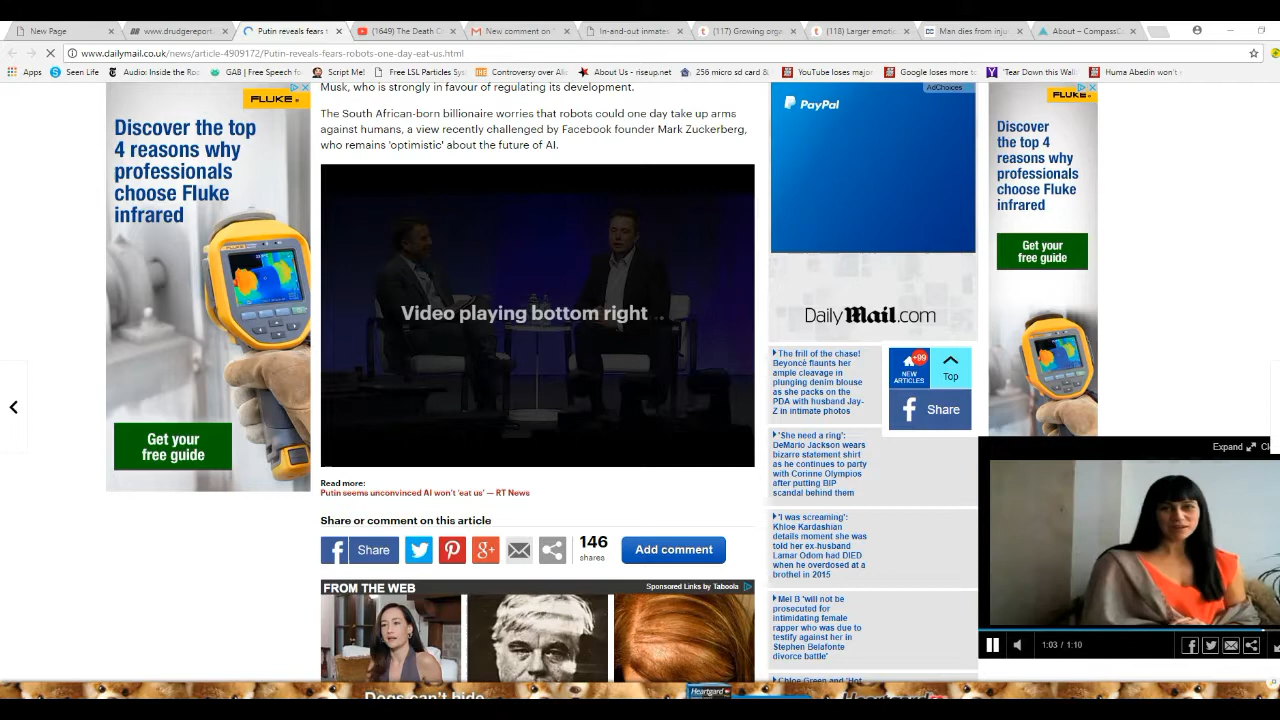 New Page
www.drudgereport
Putin reveals fears
(1649) The Death C
New comment on "
In-and-out inmates
(117) Growing orga
(118) Larger emotio
Man dies from injur
About – CompassC
www.dailymail.co.uk/news/article-4909172/Putin-reveals-fears-robots-one-day-eat-us.html
Apps
Seen Life
Audio: Inside the Ro
GAB | Free Speech fo
Script Me!
Free LSL Particles Sys
Controversy over Ali
About Us - riseup.net
256 micro sd card &
YouTube loses major
Google loses more to
'Tear Down this Wall'
Huma Abedin won't
FLUKE
Discover the top
4 reasons why
professionals
choose Fluke
infrared
Get your
free guide
Musk, who is strongly in favour of regulating its development.
The South African-born billionaire worries that robots could one day take up arms
against humans, a view recently challenged by Facebook founder Mark Zuckerberg,
who remains 'optimistic' about the future of AI.
Video playing bottom right
Read more:
Putin seems unconvinced AI won't 'eat us' — RT News
Share or comment on this article
Share
146
shares
Add comment
FROM THE WEB
Sponsored Links by Taboola
Dogs can't hide
AdChoices
PayPal
DailyMail.com
The frill of the chase!
Beyoncé flaunts her
ample cleavage in
plunging denim blouse
as she packs on the
PDA with husband Jay-
Z in intimate photos
'She need a ring':
DeMario Jackson wears
bizarre statement shirt
as he continues to party
with Corinne Olympios
after putting BIP
scandal behind them
'I was screaming':
Khloe Kardashian
details moment she was
told her ex-husband
Lamar Odom had DIED
when he overdosed at a
brothel in 2015
Mel B 'will not be
prosecuted for
intimidating female
rapper who was due to
testify against her in
Stephen Belafonte
divorce battle'
Chloe Green and 'Hot
+99
NEW
ARTICLES
Top
Share
FLUKE
Discover
the top 4
reasons why
professionals
choose Fluke
infrared
Get your
free guide
Expand
Cl
1:03 / 1:10
Heartgard
Heartgard